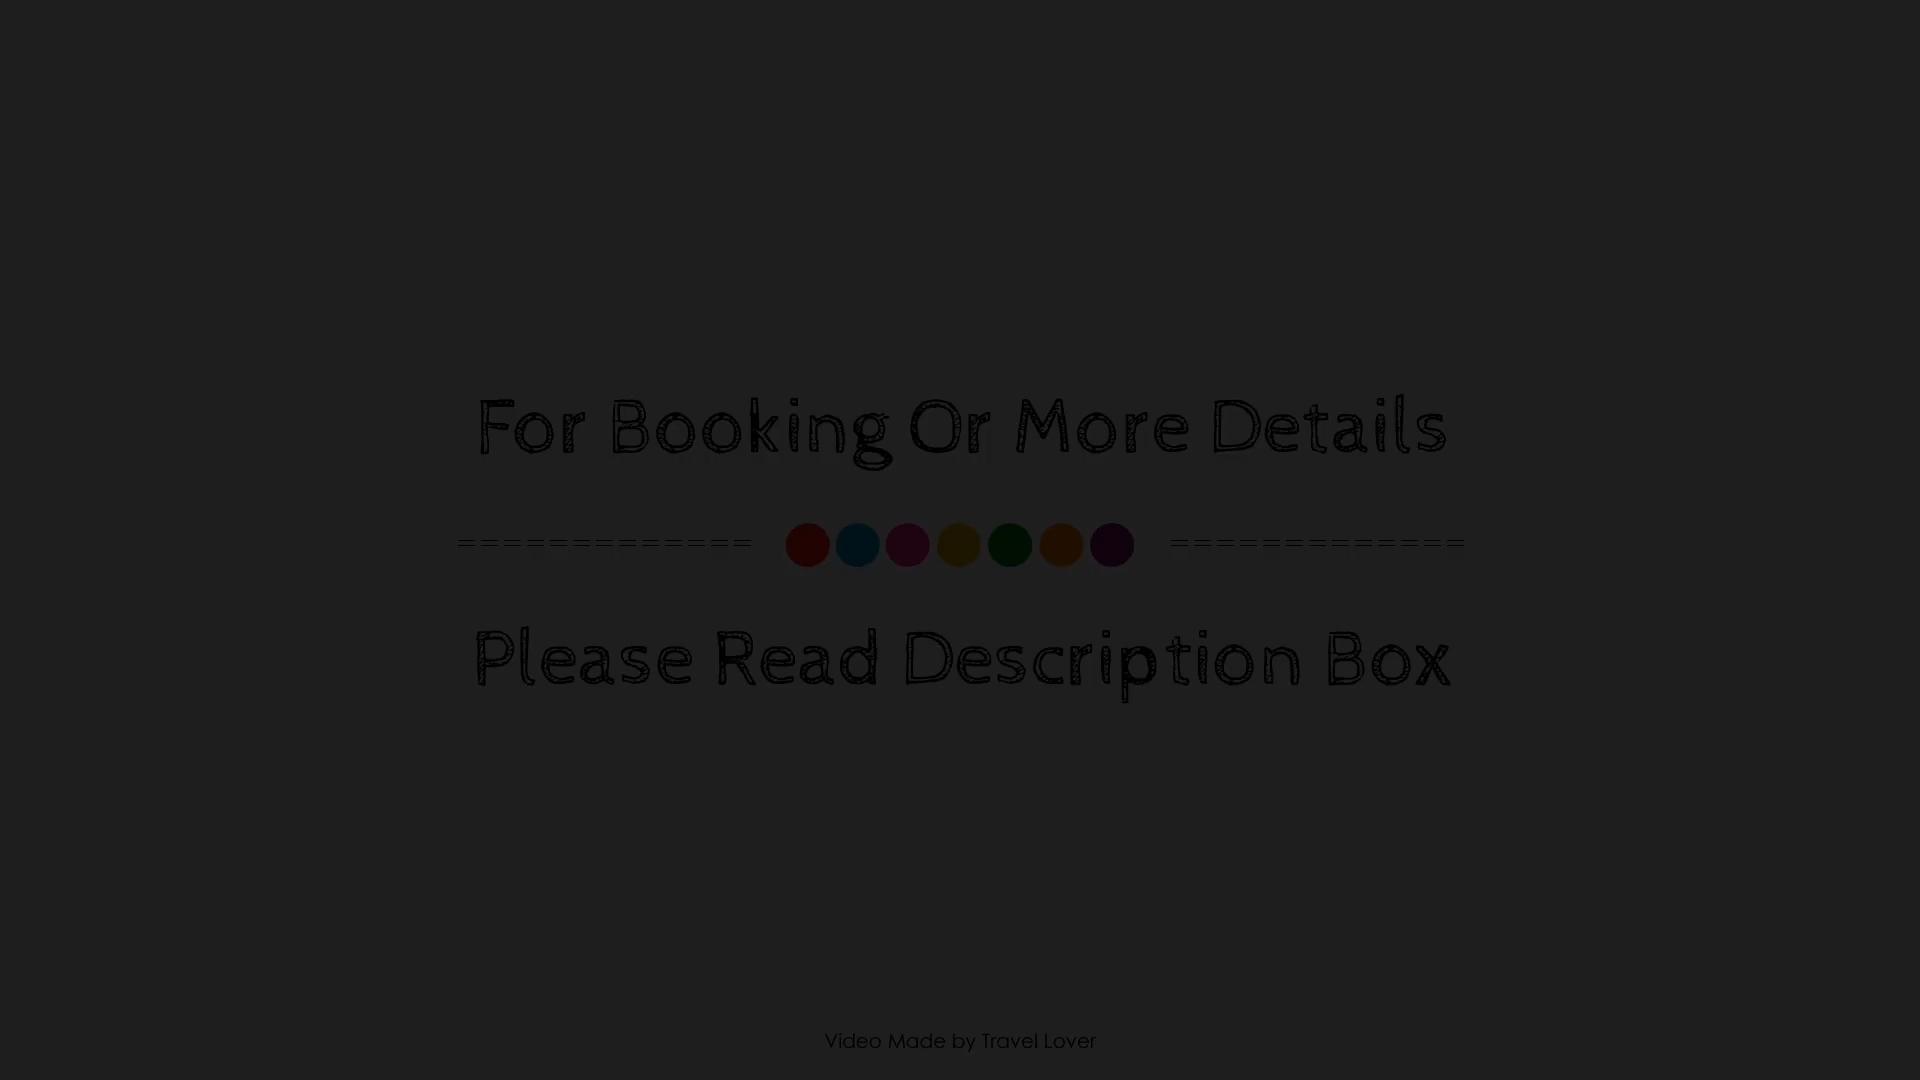 For Booking Or More Details
============= =============
Please Read Description Box
Video Made by Travel Lover